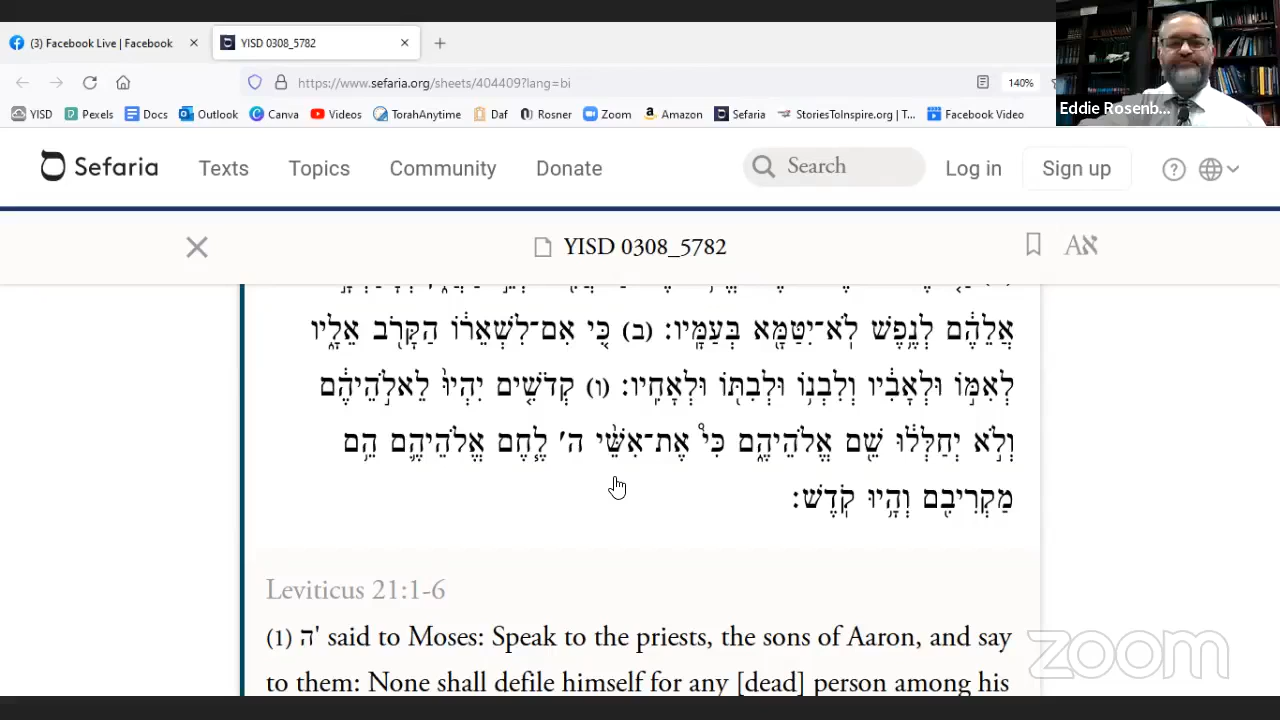 (3) Facebook Live | Facebook
YISD 0308_5782
https://www.sefaria.org/sheets/404409?lang=bi
140%
YISD Pexels Docs Outlook Canva Videos TorahAnytime Daf Rosner Zoom Amazon Sefaria StoriesToInspire.org | T... Facebook Video
Eddie Rosenb...
Sefaria Texts Topics Community Donate Search Log in Sign up
YISD 0308_5782
אֲלֵהֶ֔ם לְנֶ֥פֶשׁ לֹֽא־יִטַּמָּ֖א בְּעַמָּֽיו׃ (ב) כִּ֚י אִם־לִשְׁאֵר֔וֹ הַקָּרֹ֖ב אֵלָ֑יו
לְאִמּ֣וֹ וּלְאָבִ֔יו וְלִבְנ֥וֹ וּלְבִתּ֖וֹ וּלְאָחִֽיו׃ (ו) קְדֹשִׁ֤ים יִהְיוּ֙ לֵאלֹ֣הֵיהֶ֔ם
וְלֹ֣א יְחַלְּל֔וּ שֵׁ֖ם אֱלֹהֵיהֶ֑ם כִּי֩ אֶת־אִשֵּׁ֨י ה׳ לֶ֧חֶם אֱלֹהֵיהֶ֛ם הֵ֥ם
מַקְרִיבִ֖ם וְהָ֥יוּ קֹֽדֶשׁ׃
Leviticus 21:1-6
(1) ה' said to Moses: Speak to the priests, the sons of Aaron, and say
to them: None shall defile himself for any [dead] person among his
zoom